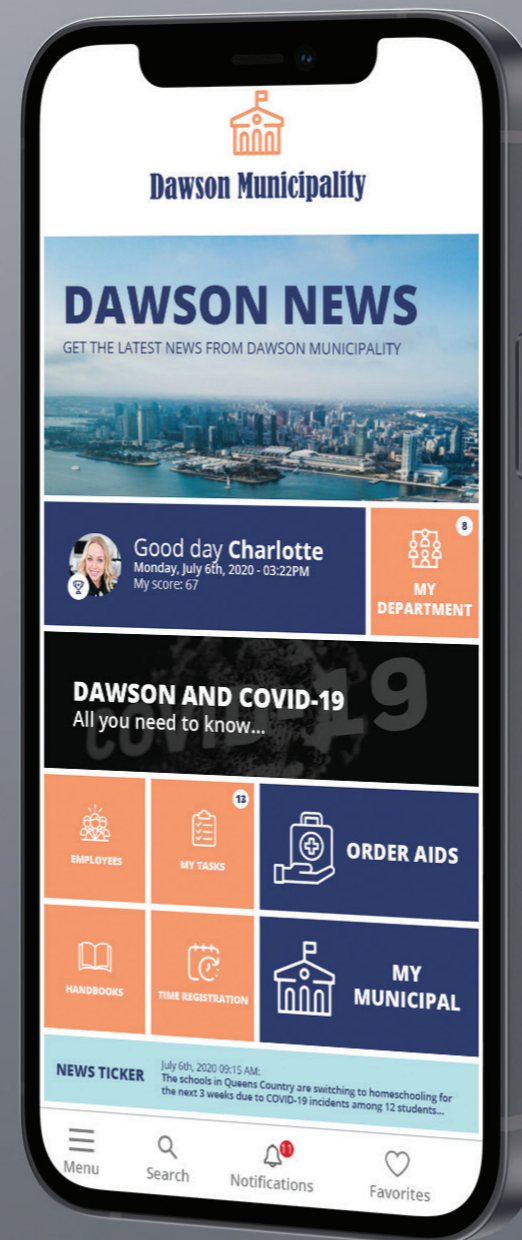 Dawson Municipality
DAWSON NEWS
GET THE LATEST NEWS FROM DAWSON MUNICIPALITY
Good day Charlotte
Monday, July 6th, 2020 - 03:22PM
My score: 67
8
MY
DEPARTMENT
COVID-19
DAWSON AND COVID-19
All you need to know...
EMPLOYEES
13
MY TASKS
ORDER AIDS
HANDBOOKS
TIME REGISTRATION
MY
MUNICIPAL
NEWS TICKER
July 6th, 2020 09:15 AM:
The schools in Queens Country are switching to homeschooling for
the next 3 weeks due to COVID-19 incidents among 12 students...
Menu
Search
11
Notifications
Favorites